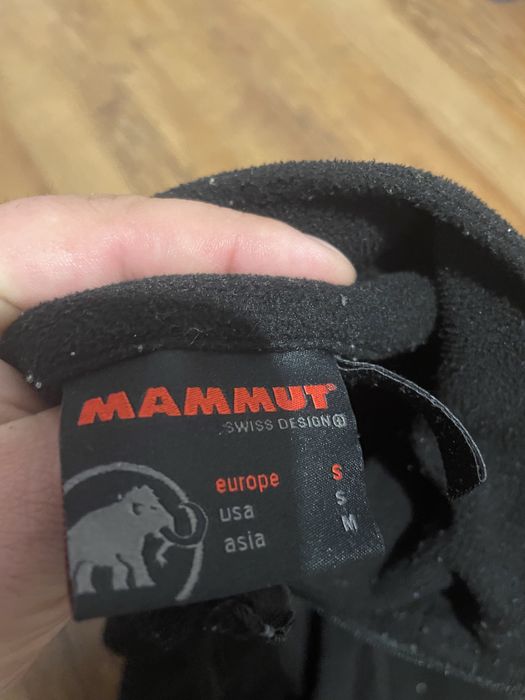 MAMMUT
SWISS DESIGN
europe S
usa S
asia M